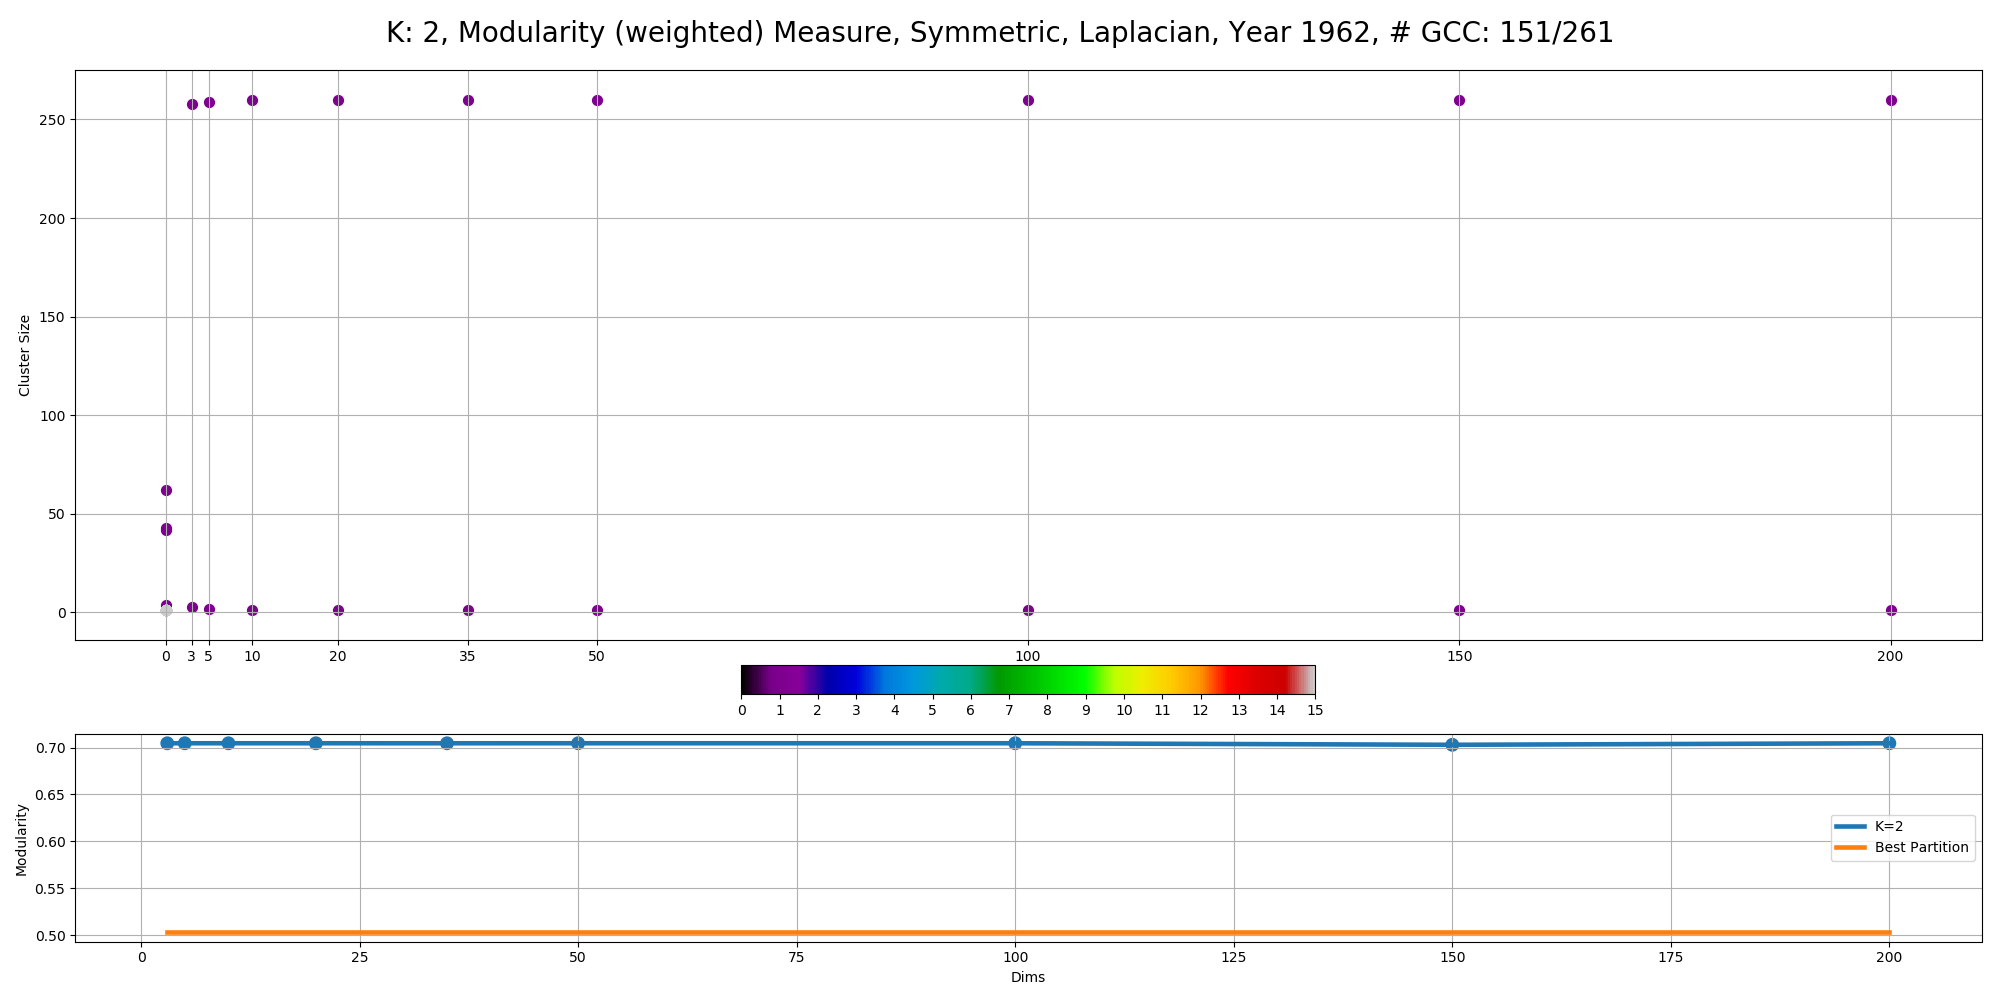 K: 2, Modularity (weighted) Measure, Symmetric, Laplacian, Year 1962, # GCC: 151/261
Cluster Size
250
200
150
100
50
0
0 3 5 10 20 35 50 100 150 200
0 1 2 3 4 5 6 7 8 9 10 11 12 13 14 15
Modularity
0.70
0.65
0.60
0.55
0.50
K=2
Best Partition
0 25 50 75 100 125 150 175 200
Dims